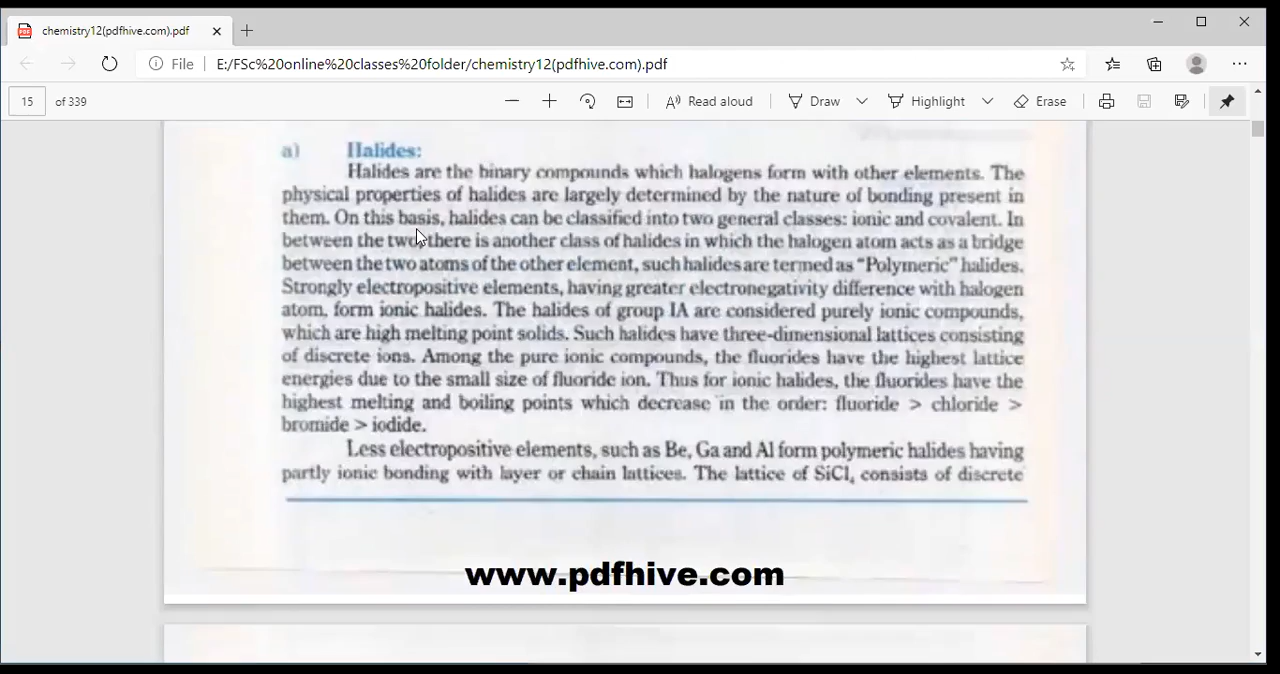 chemistry12(pdfhive.com).pdf
File E:/FSc%20online%20classes%20folder/chemistry12(pdfhive.com).pdf
15 of 339 Read aloud Draw Highlight Erase
a) Halides:
Halides are the binary compounds which halogens form with other elements. The
physical properties of halides are largely determined by the nature of bonding present in
them. On this basis, halides can be classified into two general classes: ionic and covalent. In
between the two there is another class of halides in which the halogen atom acts as a bridge
between the two atoms of the other element, such halides are termed as “Polymeric” halides.
Strongly electropositive elements, having greater electronegativity difference with halogen
atom, form ionic halides. The halides of group IA are considered purely ionic compounds,
which are high melting point solids. Such halides have three-dimensional lattices consisting
of discrete ions. Among the pure ionic compounds, the fluorides have the highest lattice
energies due to the small size of fluoride ion. Thus for ionic halides, the fluorides have the
highest melting and boiling points which decrease in the order: fluoride > chloride >
bromide > iodide.
Less electropositive elements, such as Be, Ga and Al form polymeric halides having
partly ionic bonding with layer or chain lattices. The lattice of SiCl₄ consists of discrete
www.pdfhive.com